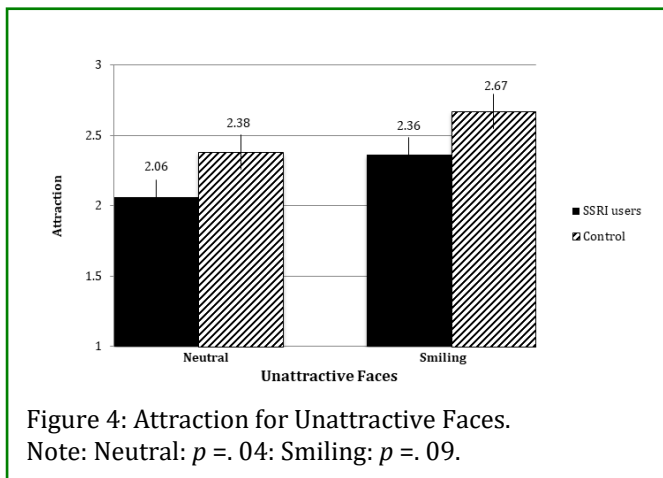 3
2.67
2.38
2.36
2.5
2.06
Attraction
2
SSRI users
Control
1.5
1
Neutral
Smiling
Unattractive Faces
Figure 4: Attraction for Unattractive Faces.
Note: Neutral: p =. 04: Smiling: p =. 09.